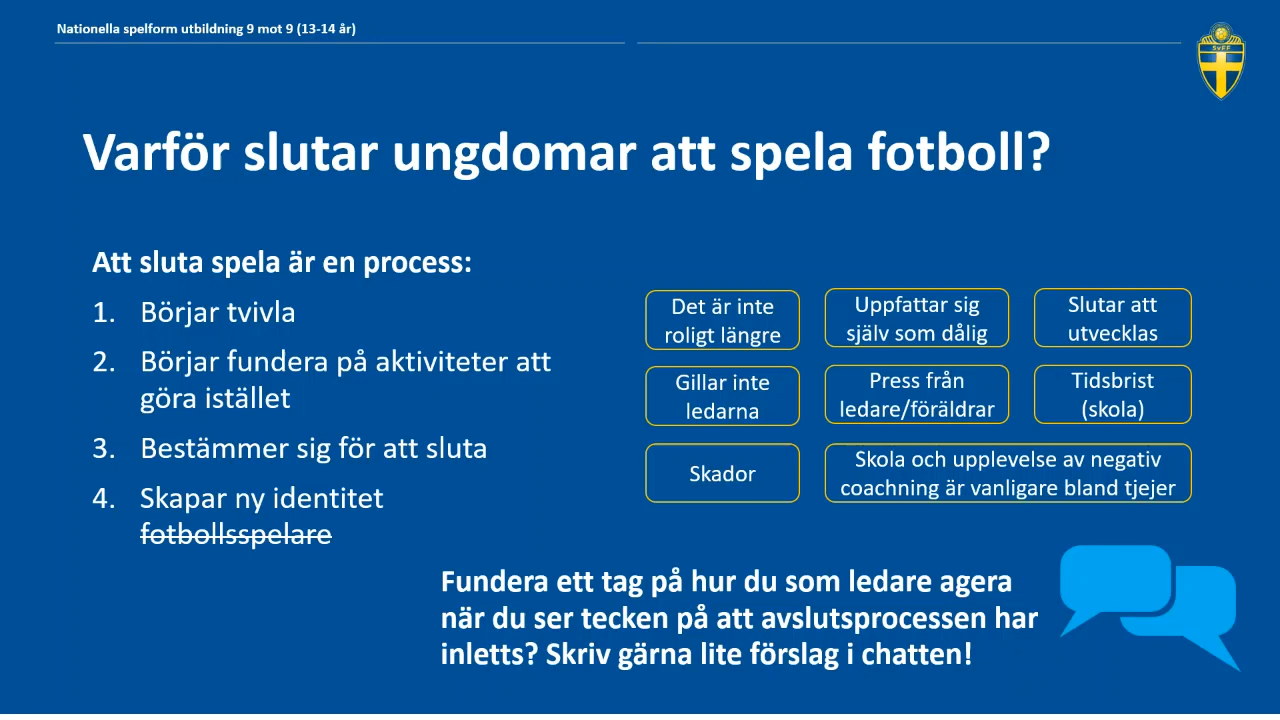 Nationella spelform utbildning 9 mot 9 (13-14 år)
SvFF
Varför slutar ungdomar att spela fotboll?
Att sluta spela är en process:
1. Börjar tvivla
2. Börjar fundera på aktiviteter att
göra istället
3. Bestämmer sig för att sluta
4. Skapar ny identitet
fotbollsspelare
Det är inte
roligt längre
Uppfattar sig
själv som dålig
Slutar att
utvecklas
Gillar inte
ledarna
Press från
ledare/föräldrar
Tidsbrist
(skola)
Skador
Skola och upplevelse av negativ
coachning är vanligare bland tjejer
Fundera ett tag på hur du som ledare agera
när du ser tecken på att avslutsprocessen har
inletts? Skriv gärna lite förslag i chatten!